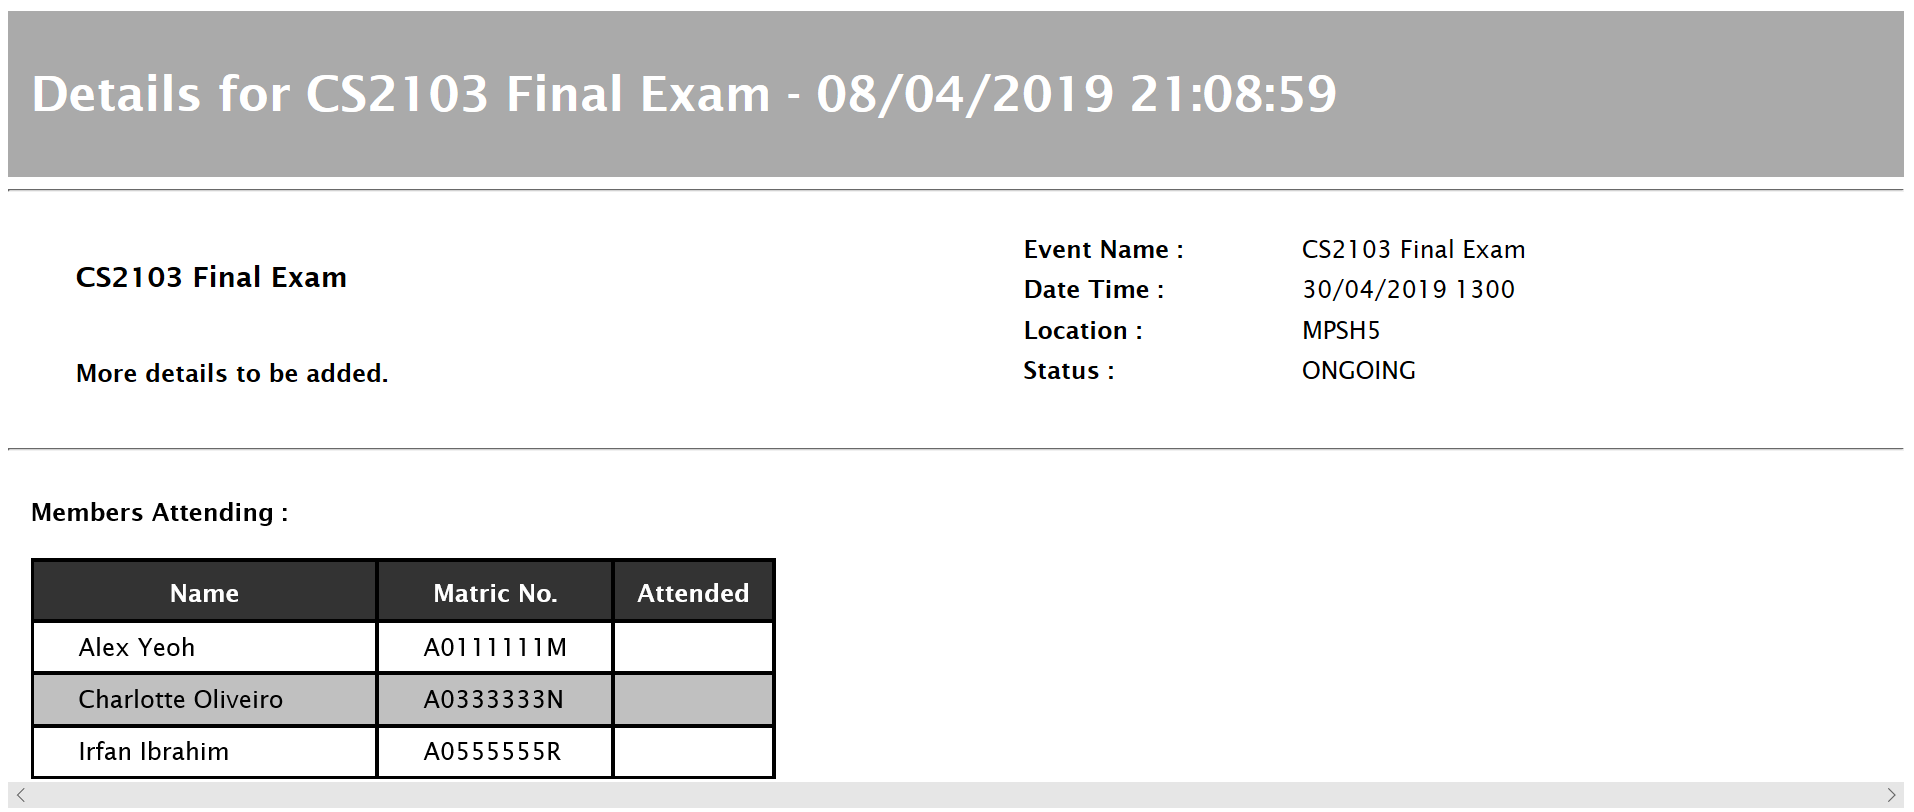 Details for CS2103 Final Exam - 08/04/2019 21:08:59
CS2103 Final Exam
More details to be added.
Event Name : CS2103 Final Exam
Date Time : 30/04/2019 1300
Location : MPSH5
Status : ONGOING
Members Attending :
Name Matric No. Attended
Alex Yeoh A0111111M
Charlotte Oliveiro A0333333N
Irfan Ibrahim A0555555R